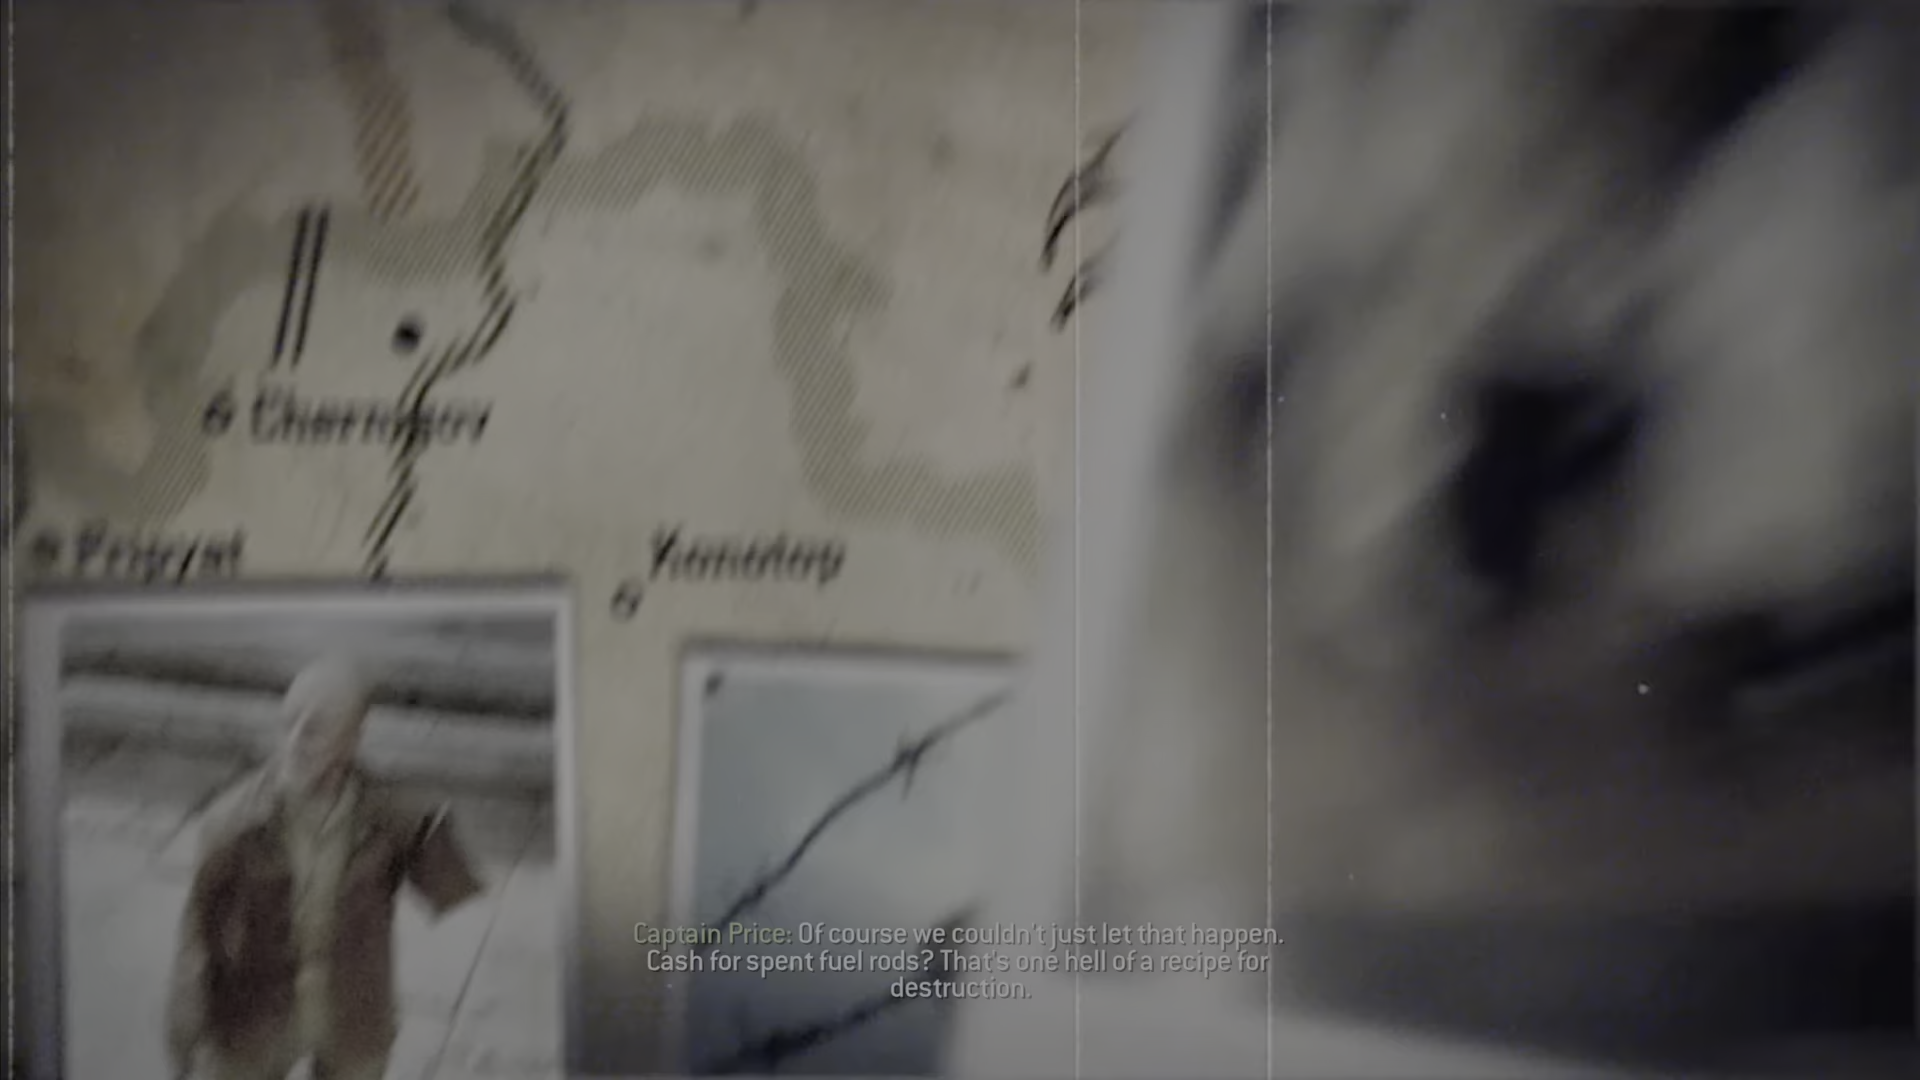 Captain Price: Of course we couldn't just let that happen.
Cash for spent fuel rods? That's one hell of a recipe for
destruction.